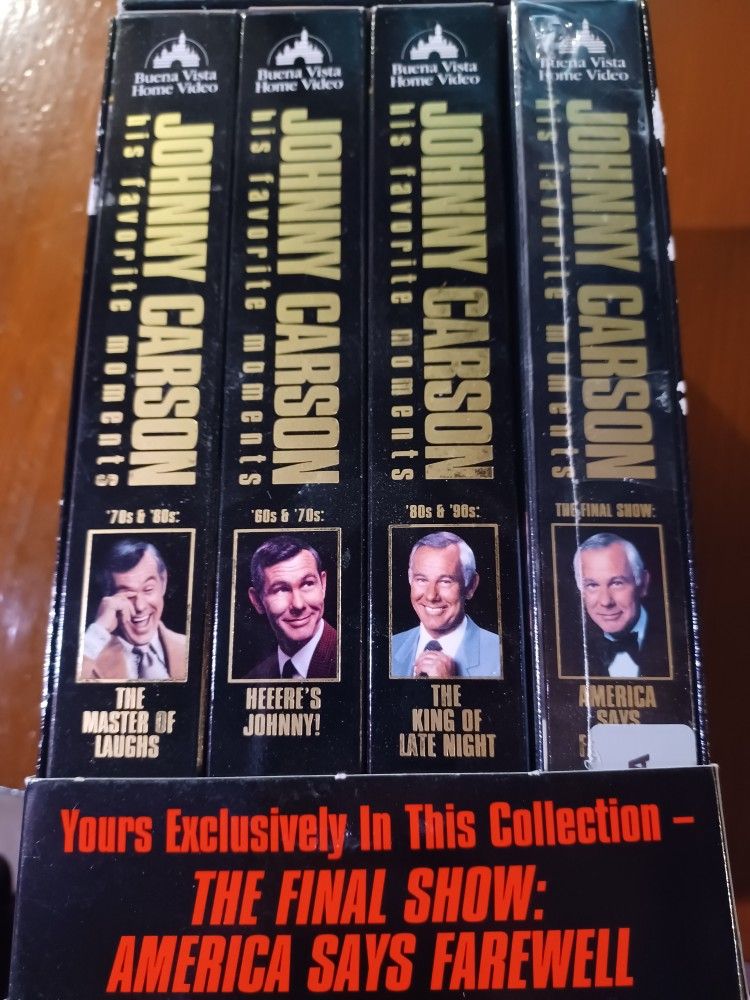 Buena Vista
Home Video
JOHNNY CARSON
his favorite moments
'70s & '80s:
THE
MASTER OF
LAUGHS
Buena Vista
Home Video
JOHNNY CARSON
his favorite moments
'60s & '70s:
HEEERE'S
JOHNNY!
Buena Vista
Home Video
JOHNNY CARSON
his favorite moments
'80s & '90s:
THE
KING OF
LATE NIGHT
Buena Vista
Home Video
JOHNNY CARSON
his favorite moments
THE FINAL SHOW:
AMERICA
SAYS
Yours Exclusively In This Collection –
THE FINAL SHOW:
AMERICA SAYS FAREWELL